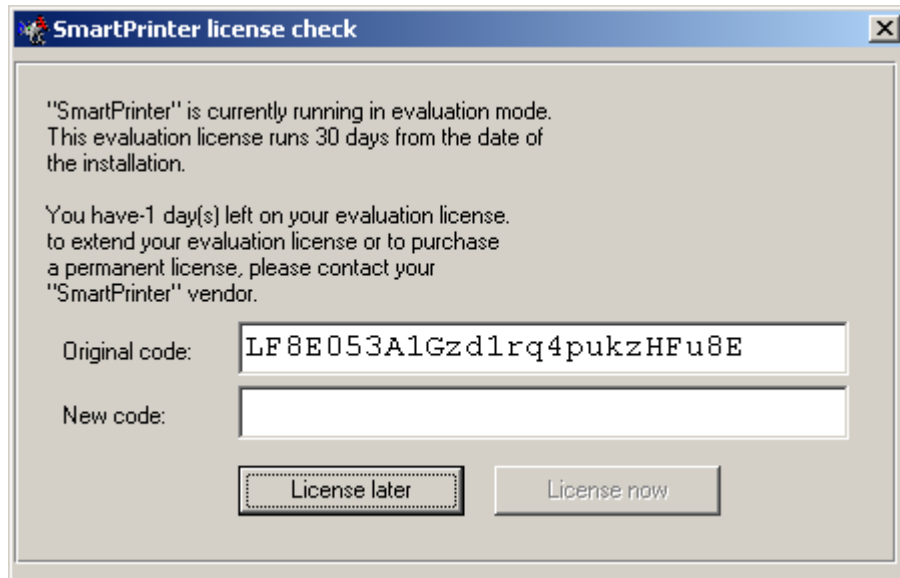 SmartPrinter license check
"SmartPrinter" is currently running in evaluation mode.
This evaluation license runs 30 days from the date of
the installation.
You have-1 day(s) left on your evaluation license.
to extend your evaluation license or to purchase
a permanent license, please contact your
"SmartPrinter" vendor.
Original code: LF8E053A1Gzd1rq4pukzHFu8E
New code:
License later License now